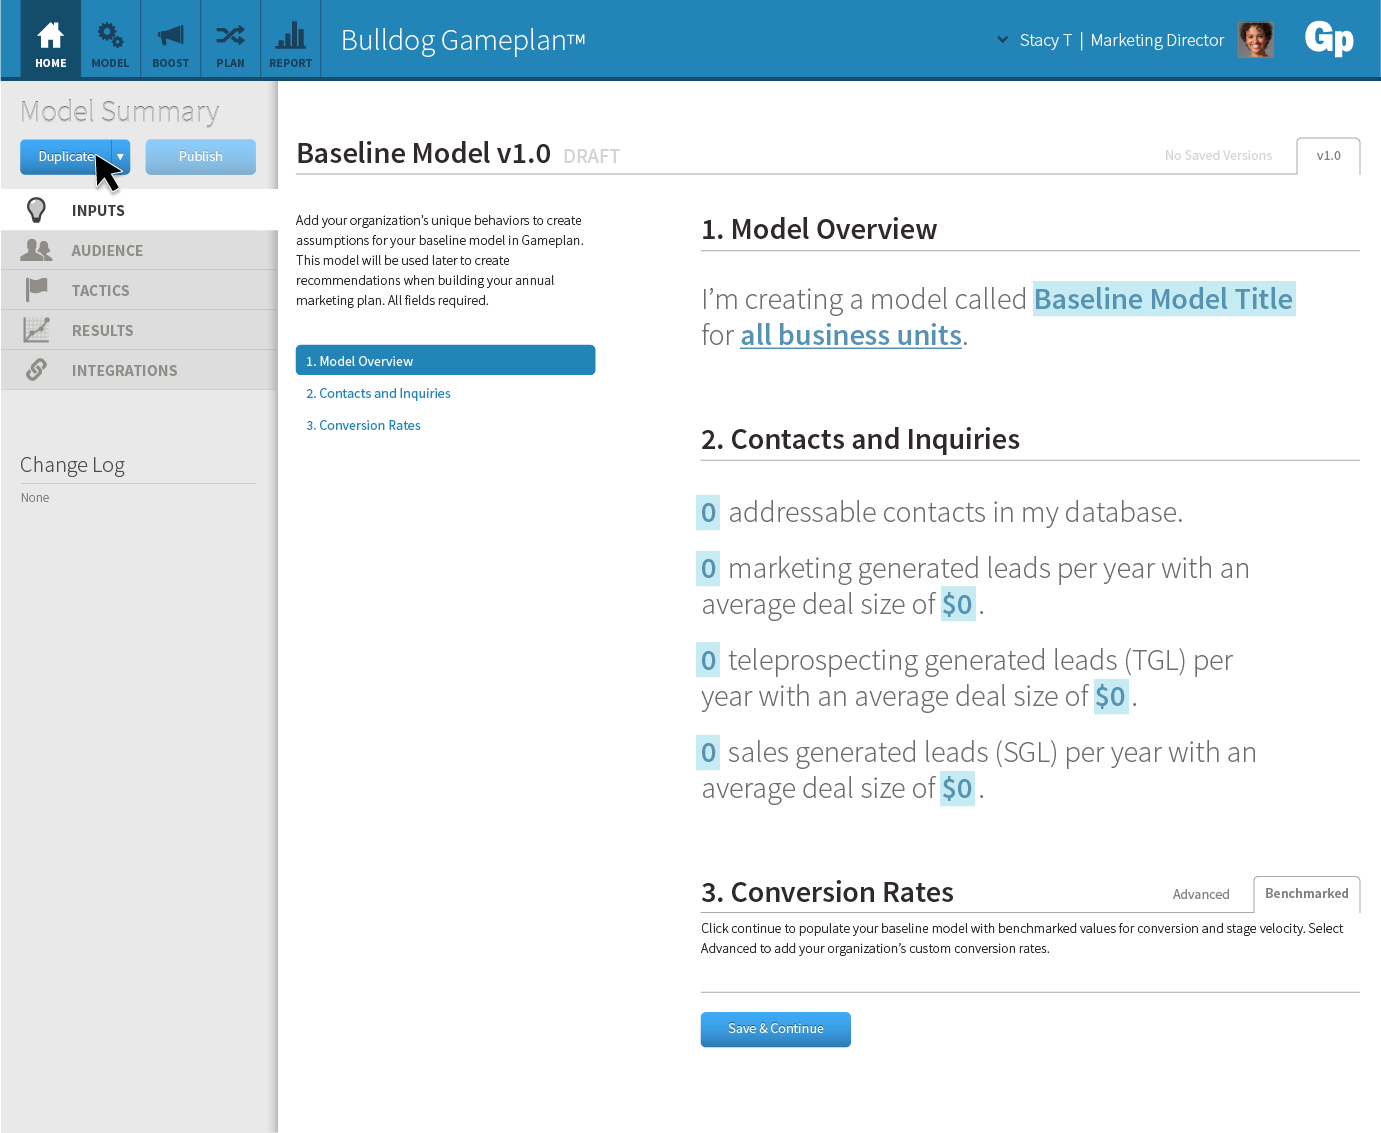 HOME
MODEL
BOOST
PLAN
REPORT
Bulldog Gameplan™
Stacy T | Marketing Director
Gp
Model Summary
Duplicate
Publish
INPUTS
AUDIENCE
TACTICS
RESULTS
INTEGRATIONS
Change Log
None
Baseline Model v1.0 DRAFT
No Saved Versions
v1.0
Add your organization’s unique behaviors to create
assumptions for your baseline model in Gameplan.
This model will be used later to create
recommendations when building your annual
marketing plan. All fields required.
1. Model Overview
2. Contacts and Inquiries
3. Conversion Rates
1. Model Overview
I’m creating a model called Baseline Model Title
for all business units.
2. Contacts and Inquiries
0 addressable contacts in my database.
0 marketing generated leads per year with an
average deal size of $0 .
0 teleprospecting generated leads (TGL) per
year with an average deal size of $0 .
0 sales generated leads (SGL) per year with an
average deal size of $0 .
3. Conversion Rates
Advanced
Benchmarked
Click continue to populate your baseline model with benchmarked values for conversion and stage velocity. Select
Advanced to add your organization’s custom conversion rates.
Save & Continue